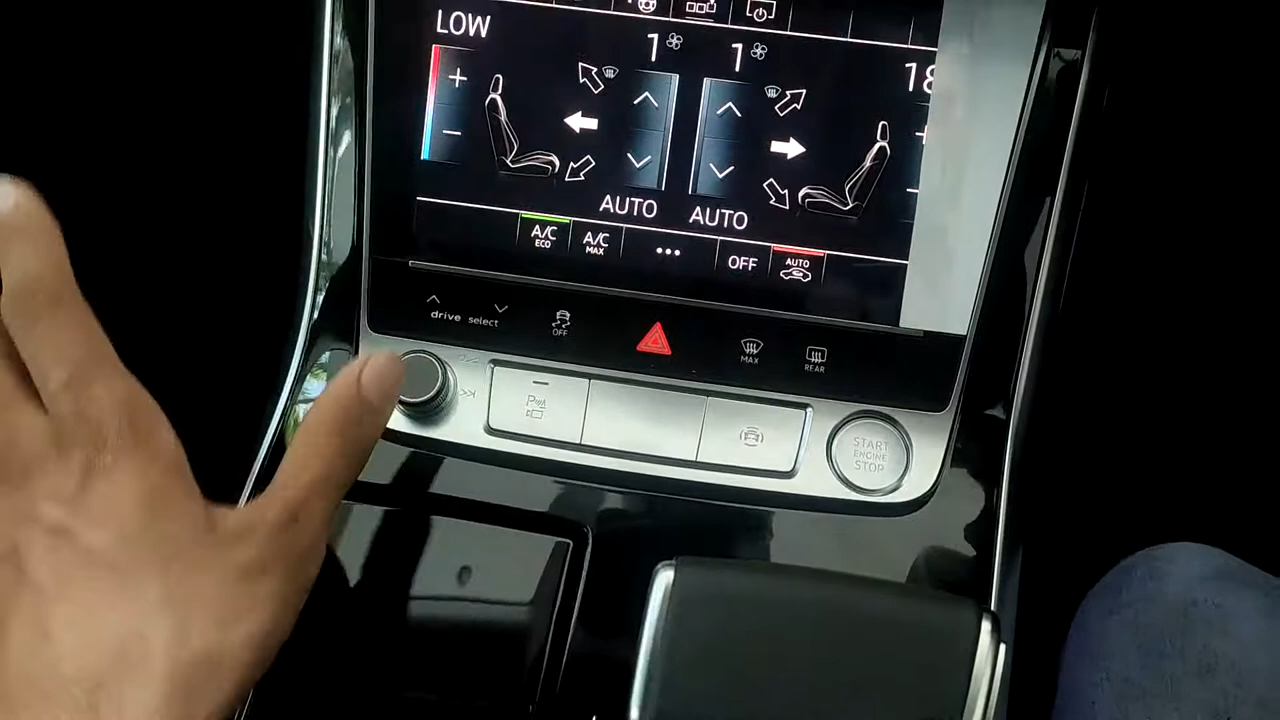 LOW
1
1
18
AUTO
AUTO
A/C
ECO
A/C
MAX
OFF
AUTO
drive select
OFF
MAX
REAR
P
START
ENGINE
STOP